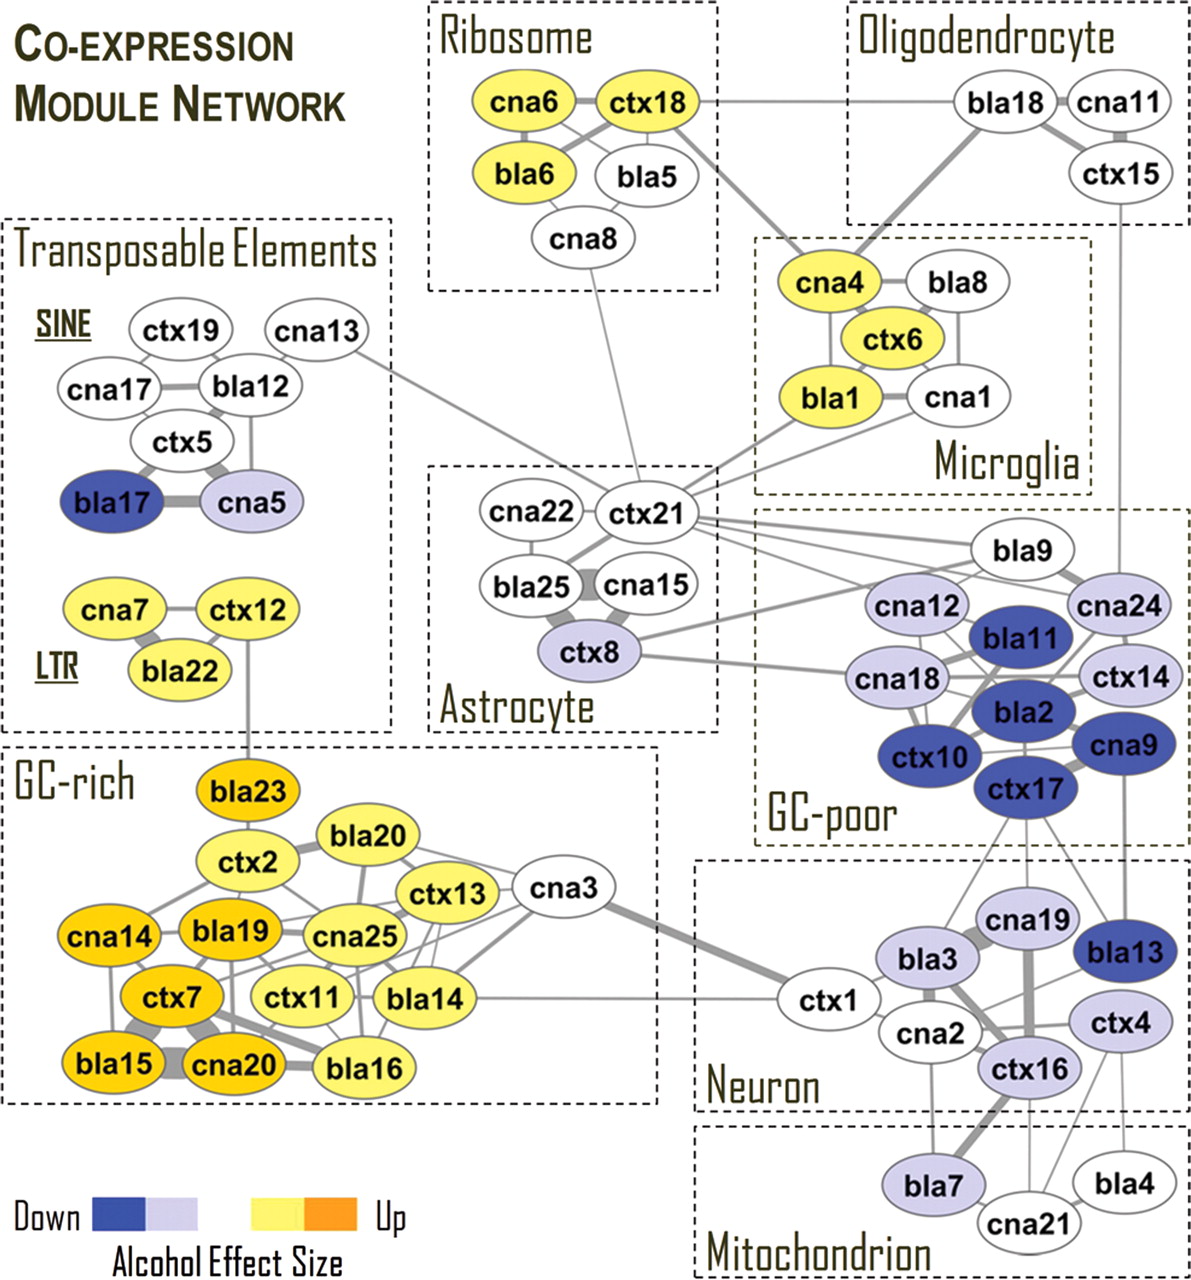 CO-EXPRESSION
MODULE NETWORK
Ribosome
cna6
ctx18
bla6
bla5
cna8
Oligodendrocyte
bla18
cna11
ctx15
Transposable Elements
SINE
ctx19
cna13
cna17
bla12
ctx5
bla17
cna5
cna7
ctx12
LTR
bla22
cna4
bla8
ctx6
bla1
cna1
Microglia
cna22
ctx21
bla25
cna15
ctx8
Astrocyte
bla9
cna12
cna24
bla11
cna18
ctx14
bla2
ctx10
cna9
ctx17
GC-poor
GC-rich
bla23
ctx2
bla20
ctx13
cna3
cna14
bla19
cna25
ctx7
ctx11
bla14
bla15
cna20
bla16
cna19
bla3
bla13
ctx1
cna2
ctx4
ctx16
Neuron
bla7
bla4
cna21
Mitochondrion
Down
Up
Alcohol Effect Size